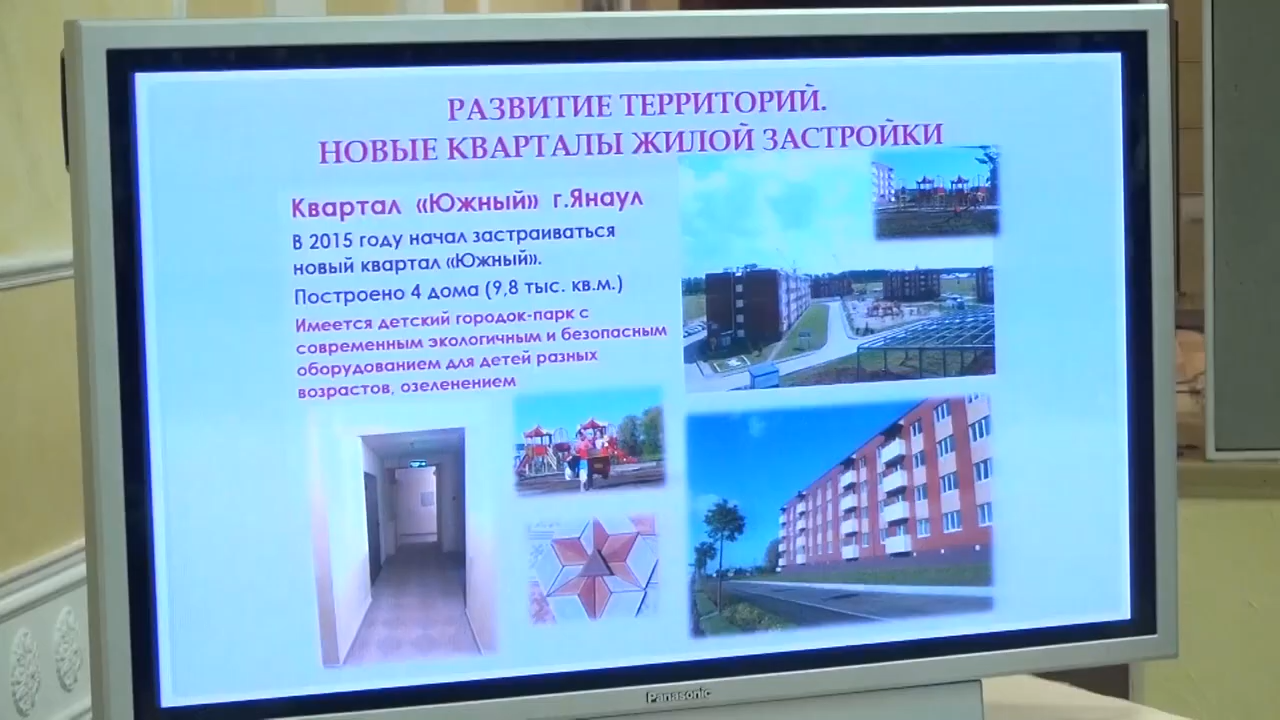 РАЗВИТИЕ ТЕРРИТОРИЙ.
НОВЫЕ КВАРТАЛЫ ЖИЛОЙ ЗАСТРОЙКИ
Квартал «Южный» г.Янаул
В 2015 году начал застраиваться
новый квартал «Южный».
Построено 4 дома (9,8 тыс. кв.м.)
Имеется детский городок-парк с
современным экологичным и безопасным
оборудованием для детей разных
возрастов, озеленением
Panasonic